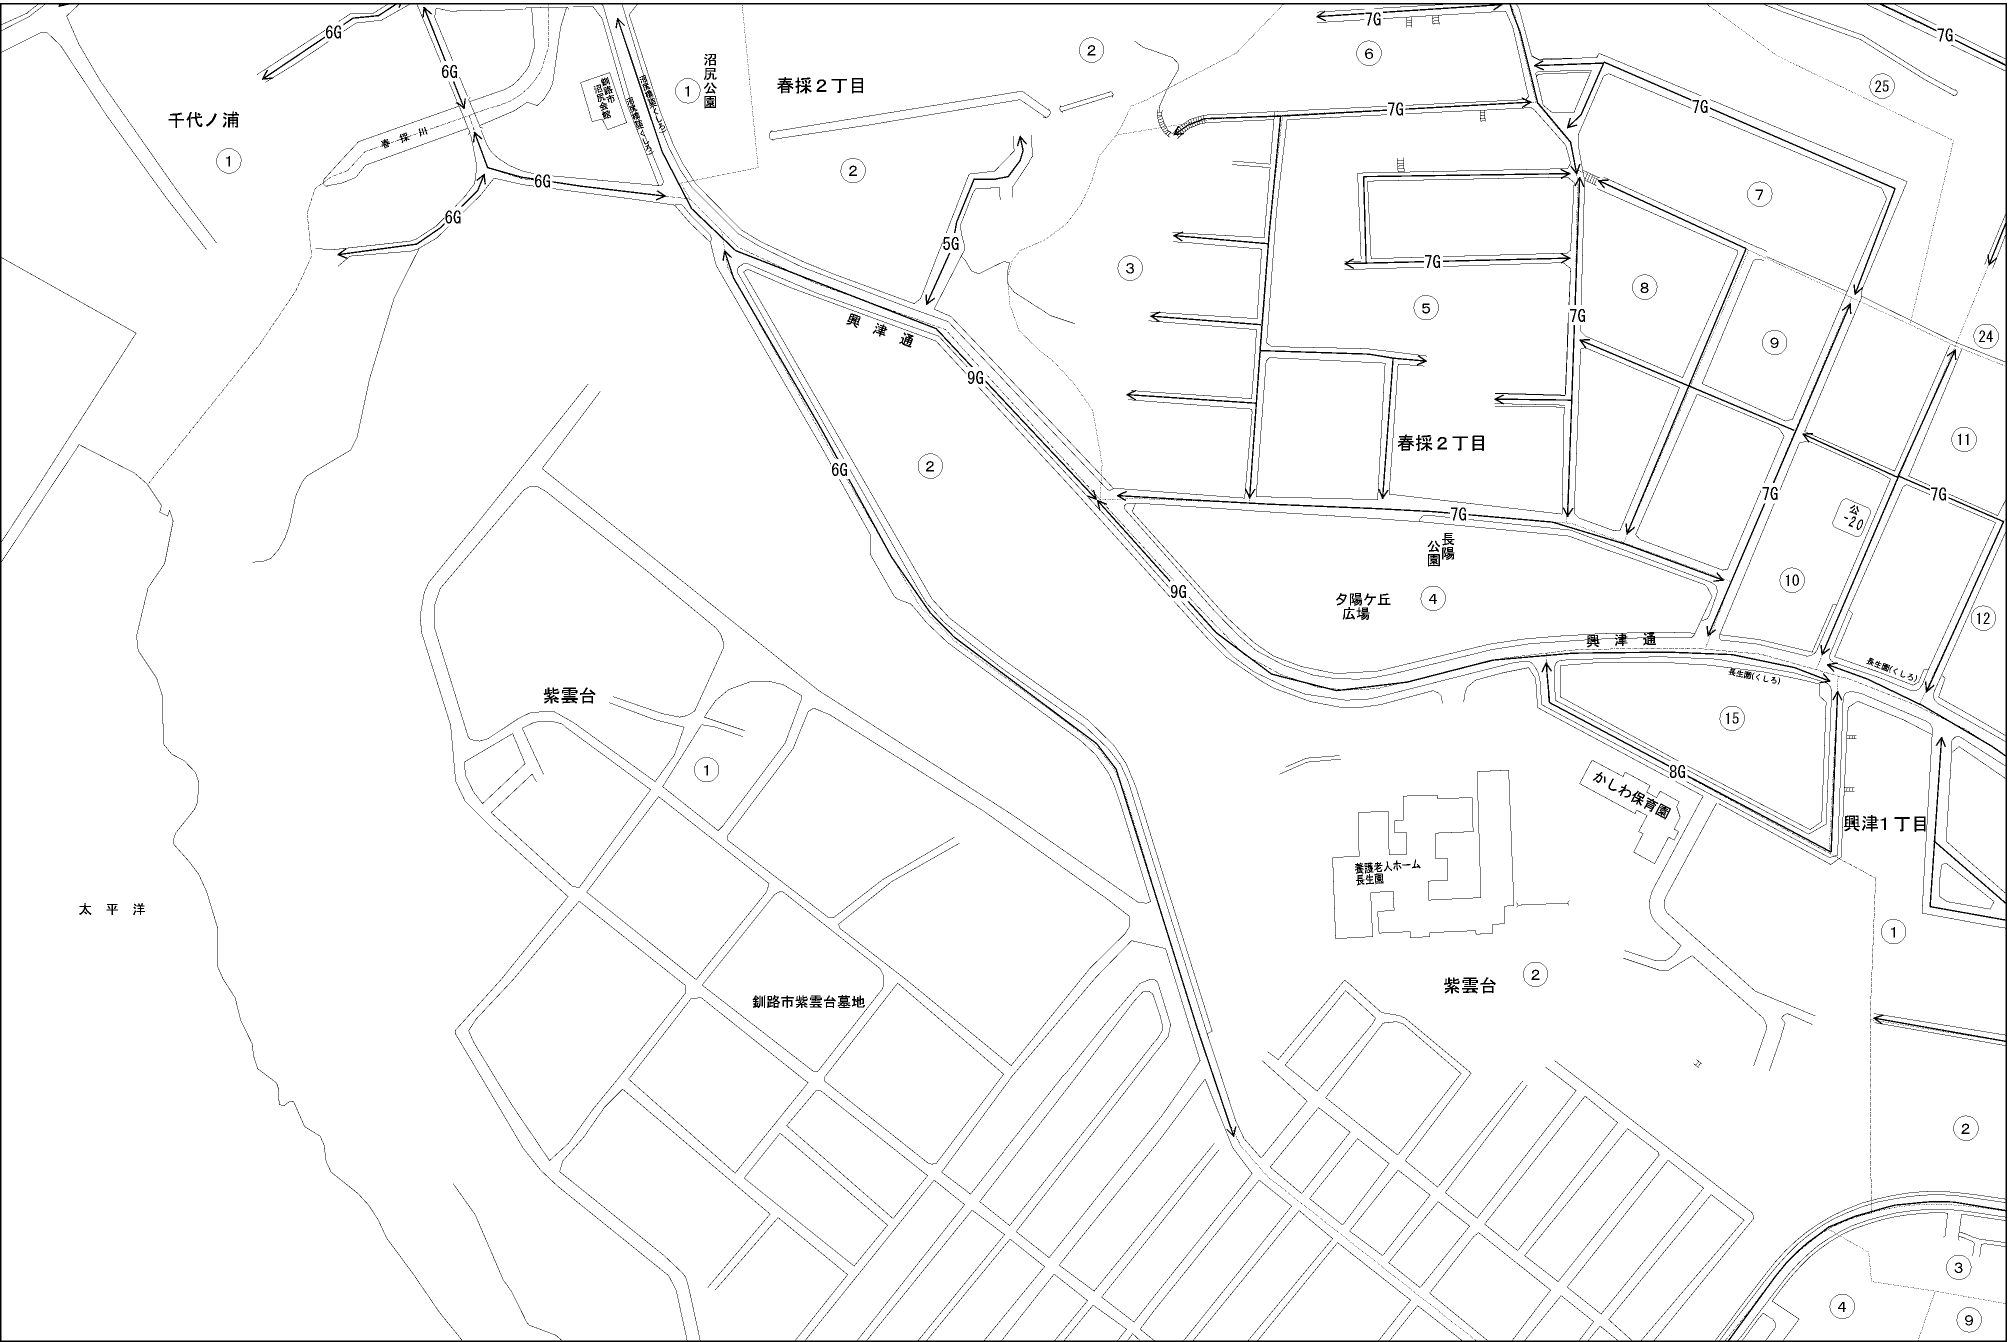 6G
7G
7G
②
⑥
沼尻公園
①
春採２丁目
釧路市
沼尻会館
6G
25
千代ノ浦
7G
7G
春採川
①
②
6G
⑦
6G
5G
7G
③
⑧
⑤
7G
興津通
24
⑨
9G
11
春採２丁目
②
6G
7G
7G
公
-20
7G
長陽
公園
10
9G
夕陽ケ丘
広場
④
12
興津通
長生園(くしろ)
長生園(くしろ)
紫雲台
15
①
8G
かしわ保育園
興津１丁目
養護老人ホーム
長生園
太平洋
①
紫雲台
②
釧路市紫雲台墓地
②
③
④
⑨